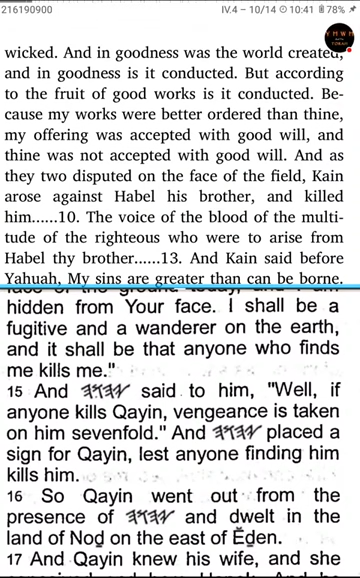 216190900 IV.4 – 10/14 10:41 78%
Y M W M
TORAH
wicked. And in goodness was the world created,
and in goodness is it conducted. But according
to the fruit of good works is it conducted. Be-
cause my works were better ordered than thine,
my offering was accepted with good will, and
thine was not accepted with good will. And as
they two disputed on the face of the field, Kain
arose against Habel his brother, and killed
him......10. The voice of the blood of the multi-
tude of the righteous who were to arise from
Habel thy brother......13. And Kain said before
Yahuah, My sins are greater than can be borne.
hidden from Your face. I shall be a
fugitive and a wanderer on the earth,
and it shall be that anyone who finds
me kills me."
15 And 𐤉𐤄𐤅𐤄 said to him, "Well, if
anyone kills Qayin, vengeance is taken
on him sevenfold." And 𐤉𐤄𐤅𐤄 placed a
sign for Qayin, lest anyone finding him
kills him.
16 So Qayin went out from the
presence of 𐤉𐤄𐤅𐤄 and dwelt in the
land of Noḏ on the east of Ěḏen.
17 And Qayin knew his wife, and she